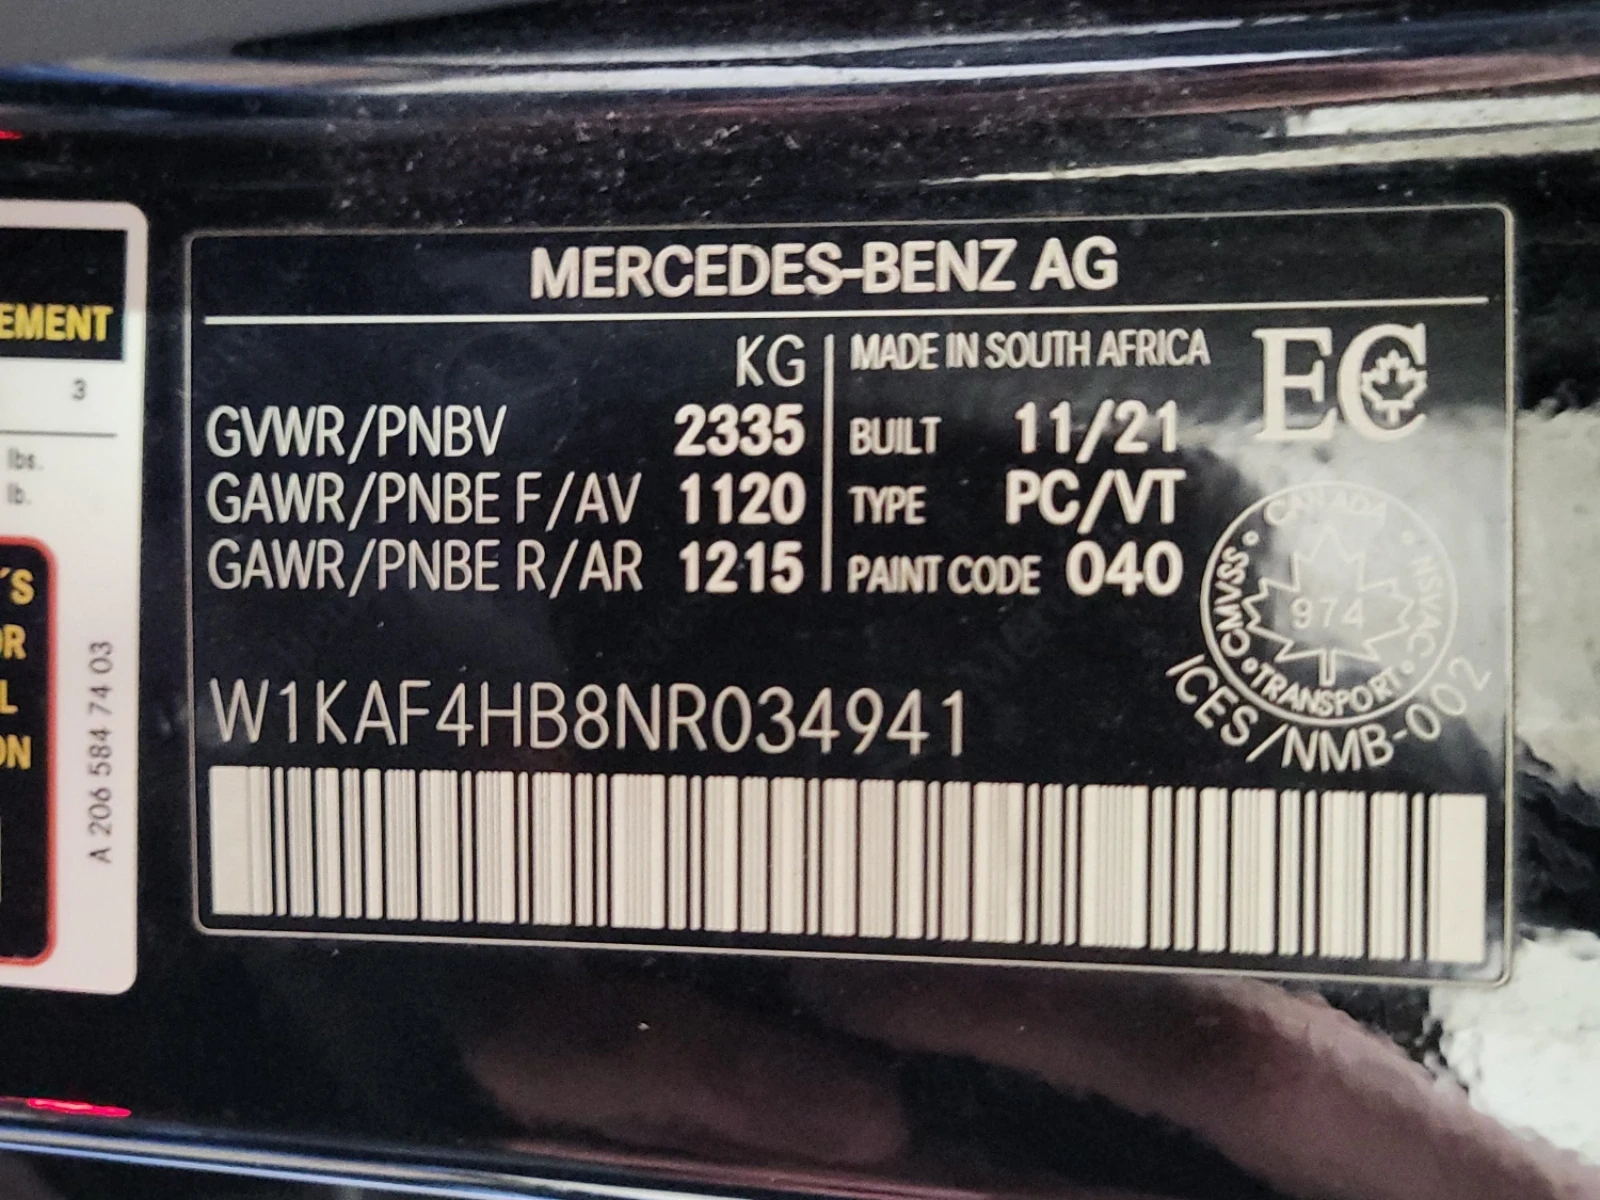 EMENT
3
lbs.
lb.
´S
OR
L
ON
A 206 584 74 03
MERCEDES-BENZ AG
KG
GVWR/PNBV 2335
GAWR/PNBE F/AV 1120
GAWR/PNBE R/AR 1215
MADE IN SOUTH AFRICA
BUILT 11/21
TYPE PC/VT
PAINT CODE 040
EC
CANADA
CMVSS
NSVAC
974
TRANSPORT
ICES/NMB-002
W1KAF4HB8NR034941